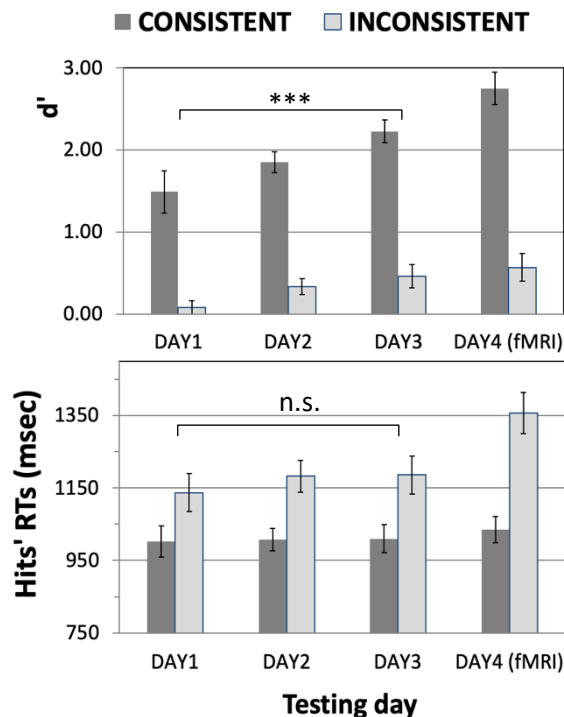 CONSISTENT INCONSISTENT
d'
3.00
2.00
1.00
0.00
***
DAY1 DAY2 DAY3 DAY4 (fMRI)
Hits' RTs (msec)
1350
1150
950
750
n.s.
DAY1 DAY2 DAY3 DAY4 (fMRI)
Testing day